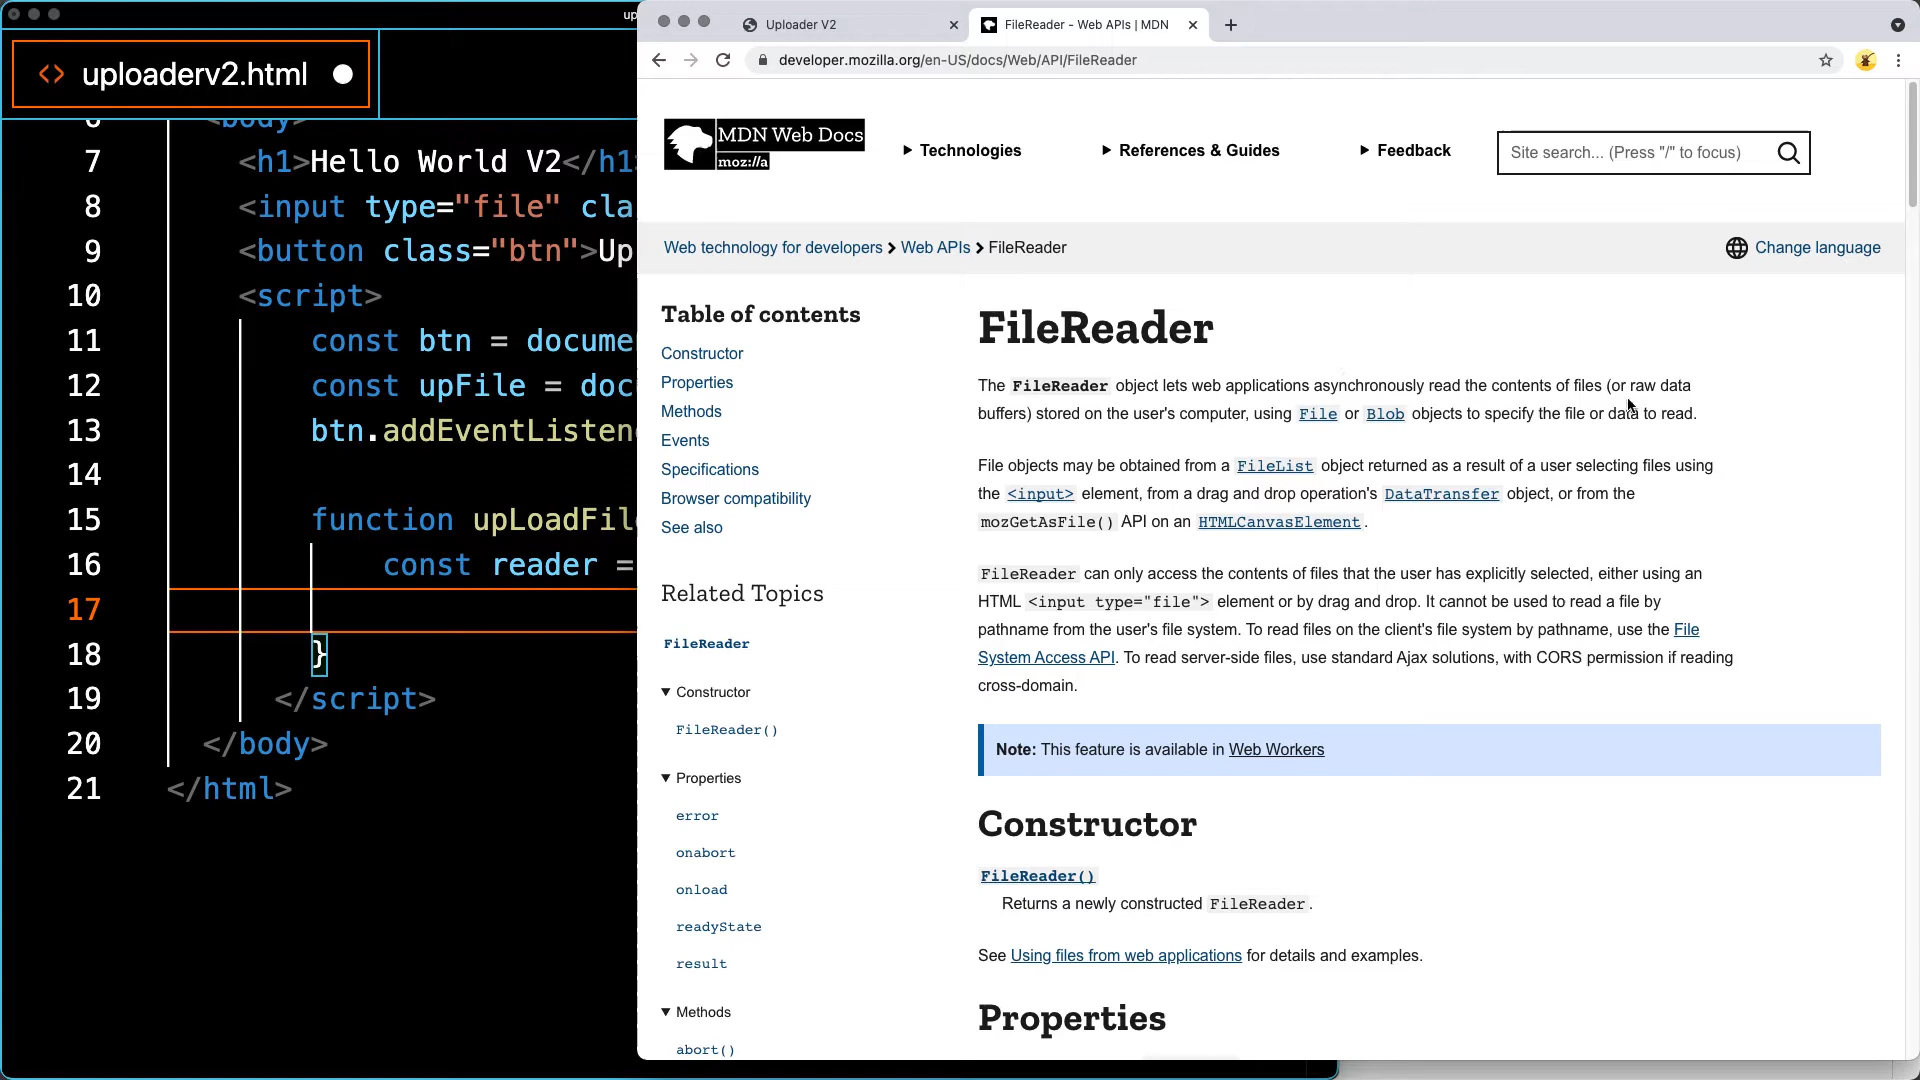 up
<> uploaderv2.html
<body>
7 <h1>Hello World V2</h1
8 <input type="file" cla
9 <button class="btn">Up
10 <script>
11 const btn = docume
12 const upFile = doc
13 btn.addEventListen
14
15 function upLoadFil
16 const reader =
17
18 }
19 </script>
20 </body>
21 </html>
Uploader V2
FileReader - Web APIs | MDN
developer.mozilla.org/en-US/docs/Web/API/FileReader
MDN Web Docs
moz://a
Technologies
References & Guides
Feedback
Site search... (Press "/" to focus)
Web technology for developers > Web APIs > FileReader
Change language
Table of contents
Constructor
Properties
Methods
Events
Specifications
Browser compatibility
See also
Related Topics
FileReader
Constructor
FileReader()
Properties
error
onabort
onload
readyState
result
Methods
abort()
FileReader
The FileReader object lets web applications asynchronously read the contents of files (or raw data
buffers) stored on the user's computer, using File or Blob objects to specify the file or data to read.
File objects may be obtained from a FileList object returned as a result of a user selecting files using
the <input> element, from a drag and drop operation's DataTransfer object, or from the
mozGetAsFile() API on an HTMLCanvasElement.
FileReader can only access the contents of files that the user has explicitly selected, either using an
HTML <input type="file"> element or by drag and drop. It cannot be used to read a file by
pathname from the user's file system. To read files on the client's file system by pathname, use the File
System Access API. To read server-side files, use standard Ajax solutions, with CORS permission if reading
cross-domain.
Note: This feature is available in Web Workers
Constructor
FileReader()
Returns a newly constructed FileReader.
See Using files from web applications for details and examples.
Properties